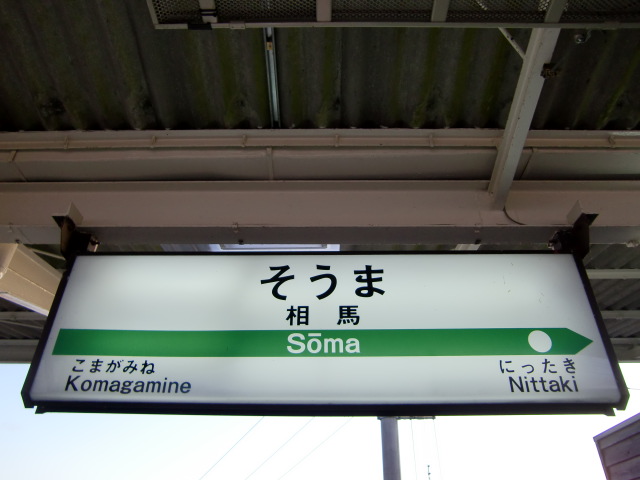 そうま
相馬
Sōma
こまがみね
Komagamine
にったき
Nittaki